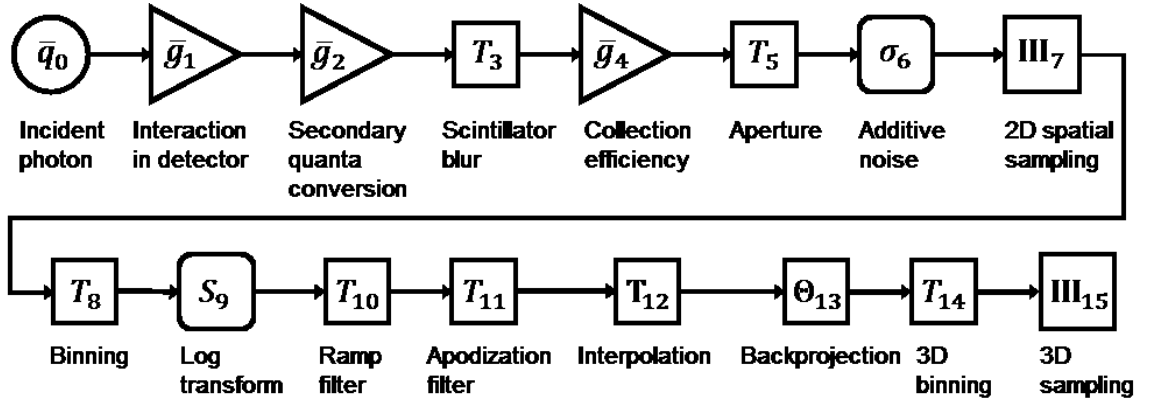 q̄₀ ḡ₁ ḡ₂ T₃ ḡ₄ T₅ σ₆ III₇
Incident Interaction Secondary Scintillator Collection Aperture Additive 2D spatial
photon in detector quanta blur efficiency noise sampling
conversion
T₈ S₉ T₁₀ T₁₁ T₁₂ Θ₁₃ T₁₄ III₁₅
Binning Log Ramp Apodization Interpolation Backprojection 3D 3D
transform filter filter binning sampling